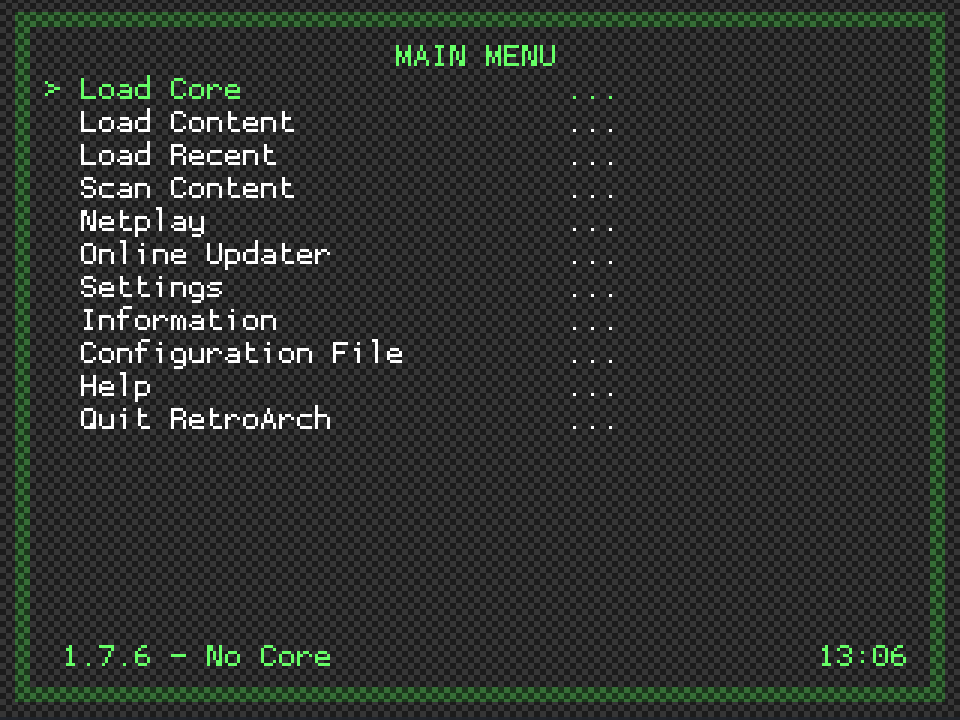 MAIN MENU
> Load Core ...
Load Content ...
Load Recent ...
Scan Content ...
Netplay ...
Online Updater ...
Settings ...
Information ...
Configuration File ...
Help ...
Quit RetroArch ...
1.7.6 - No Core 13:06